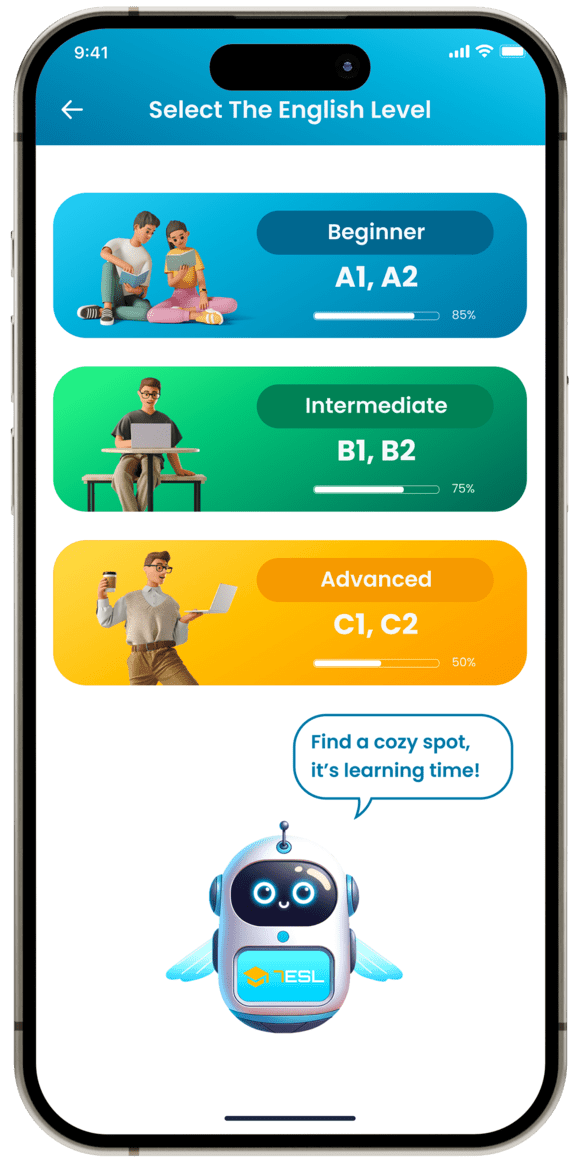 9:41
Select The English Level
Beginner
A1, A2
85%
Intermediate
B1, B2
75%
Advanced
C1, C2
50%
Find a cozy spot,
it's learning time!
7ESL